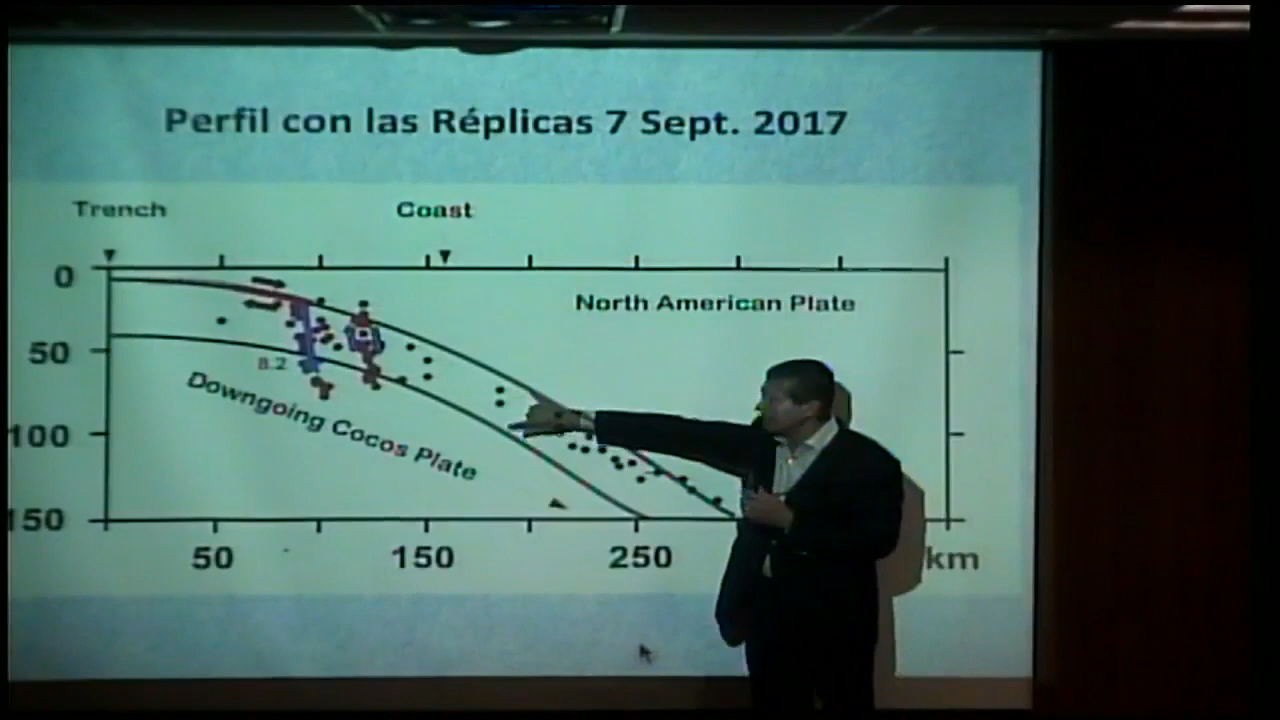 Perfil con las Réplicas 7 Sept. 2017
Trench
Coast
0
North American Plate
50
8.2
Downgoing Cocos Plate
100
150
50
150
250
km